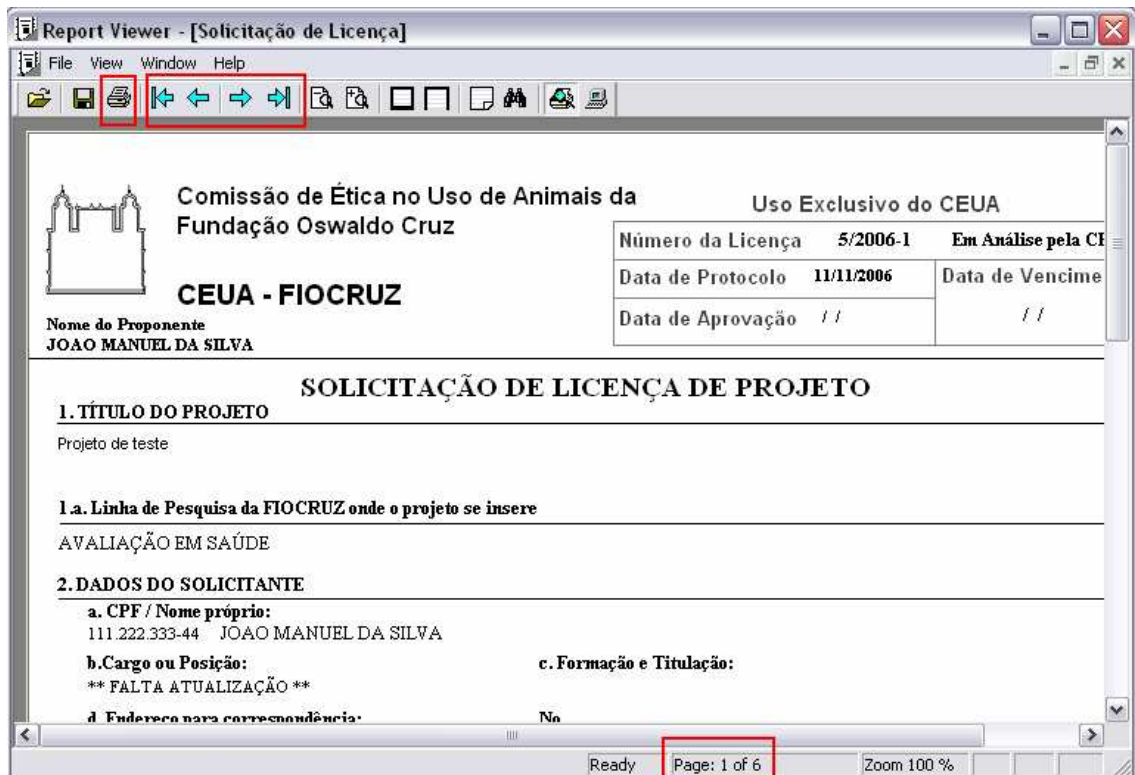 Report Viewer - [Solicitação de Licença]
File View Window Help
Comissão de Ética no Uso de Animais da
Fundação Oswaldo Cruz
CEUA - FIOCRUZ
Nome do Proponente
JOAO MANUEL DA SILVA
Uso Exclusivo do CEUA
Número da Licença 5/2006-1 Em Análise pela
Data de Protocolo 11/11/2006 Data de Vencime
Data de Aprovação / / / /
SOLICITAÇÃO DE LICENÇA DE PROJETO
1. TÍTULO DO PROJETO
Projeto de teste
1.a. Linha de Pesquisa da FIOCRUZ onde o projeto se insere
AVALIAÇÃO EM SAÚDE
2. DADOS DO SOLICITANTE
a. CPF / Nome próprio:
111.222.333-44 JOAO MANUEL DA SILVA
b.Cargo ou Posição: c. Formação e Titulação:
** FALTA ATUALIZAÇÃO **
d. Endereço para correspondência: No
Ready Page: 1 of 6 Zoom 100 %